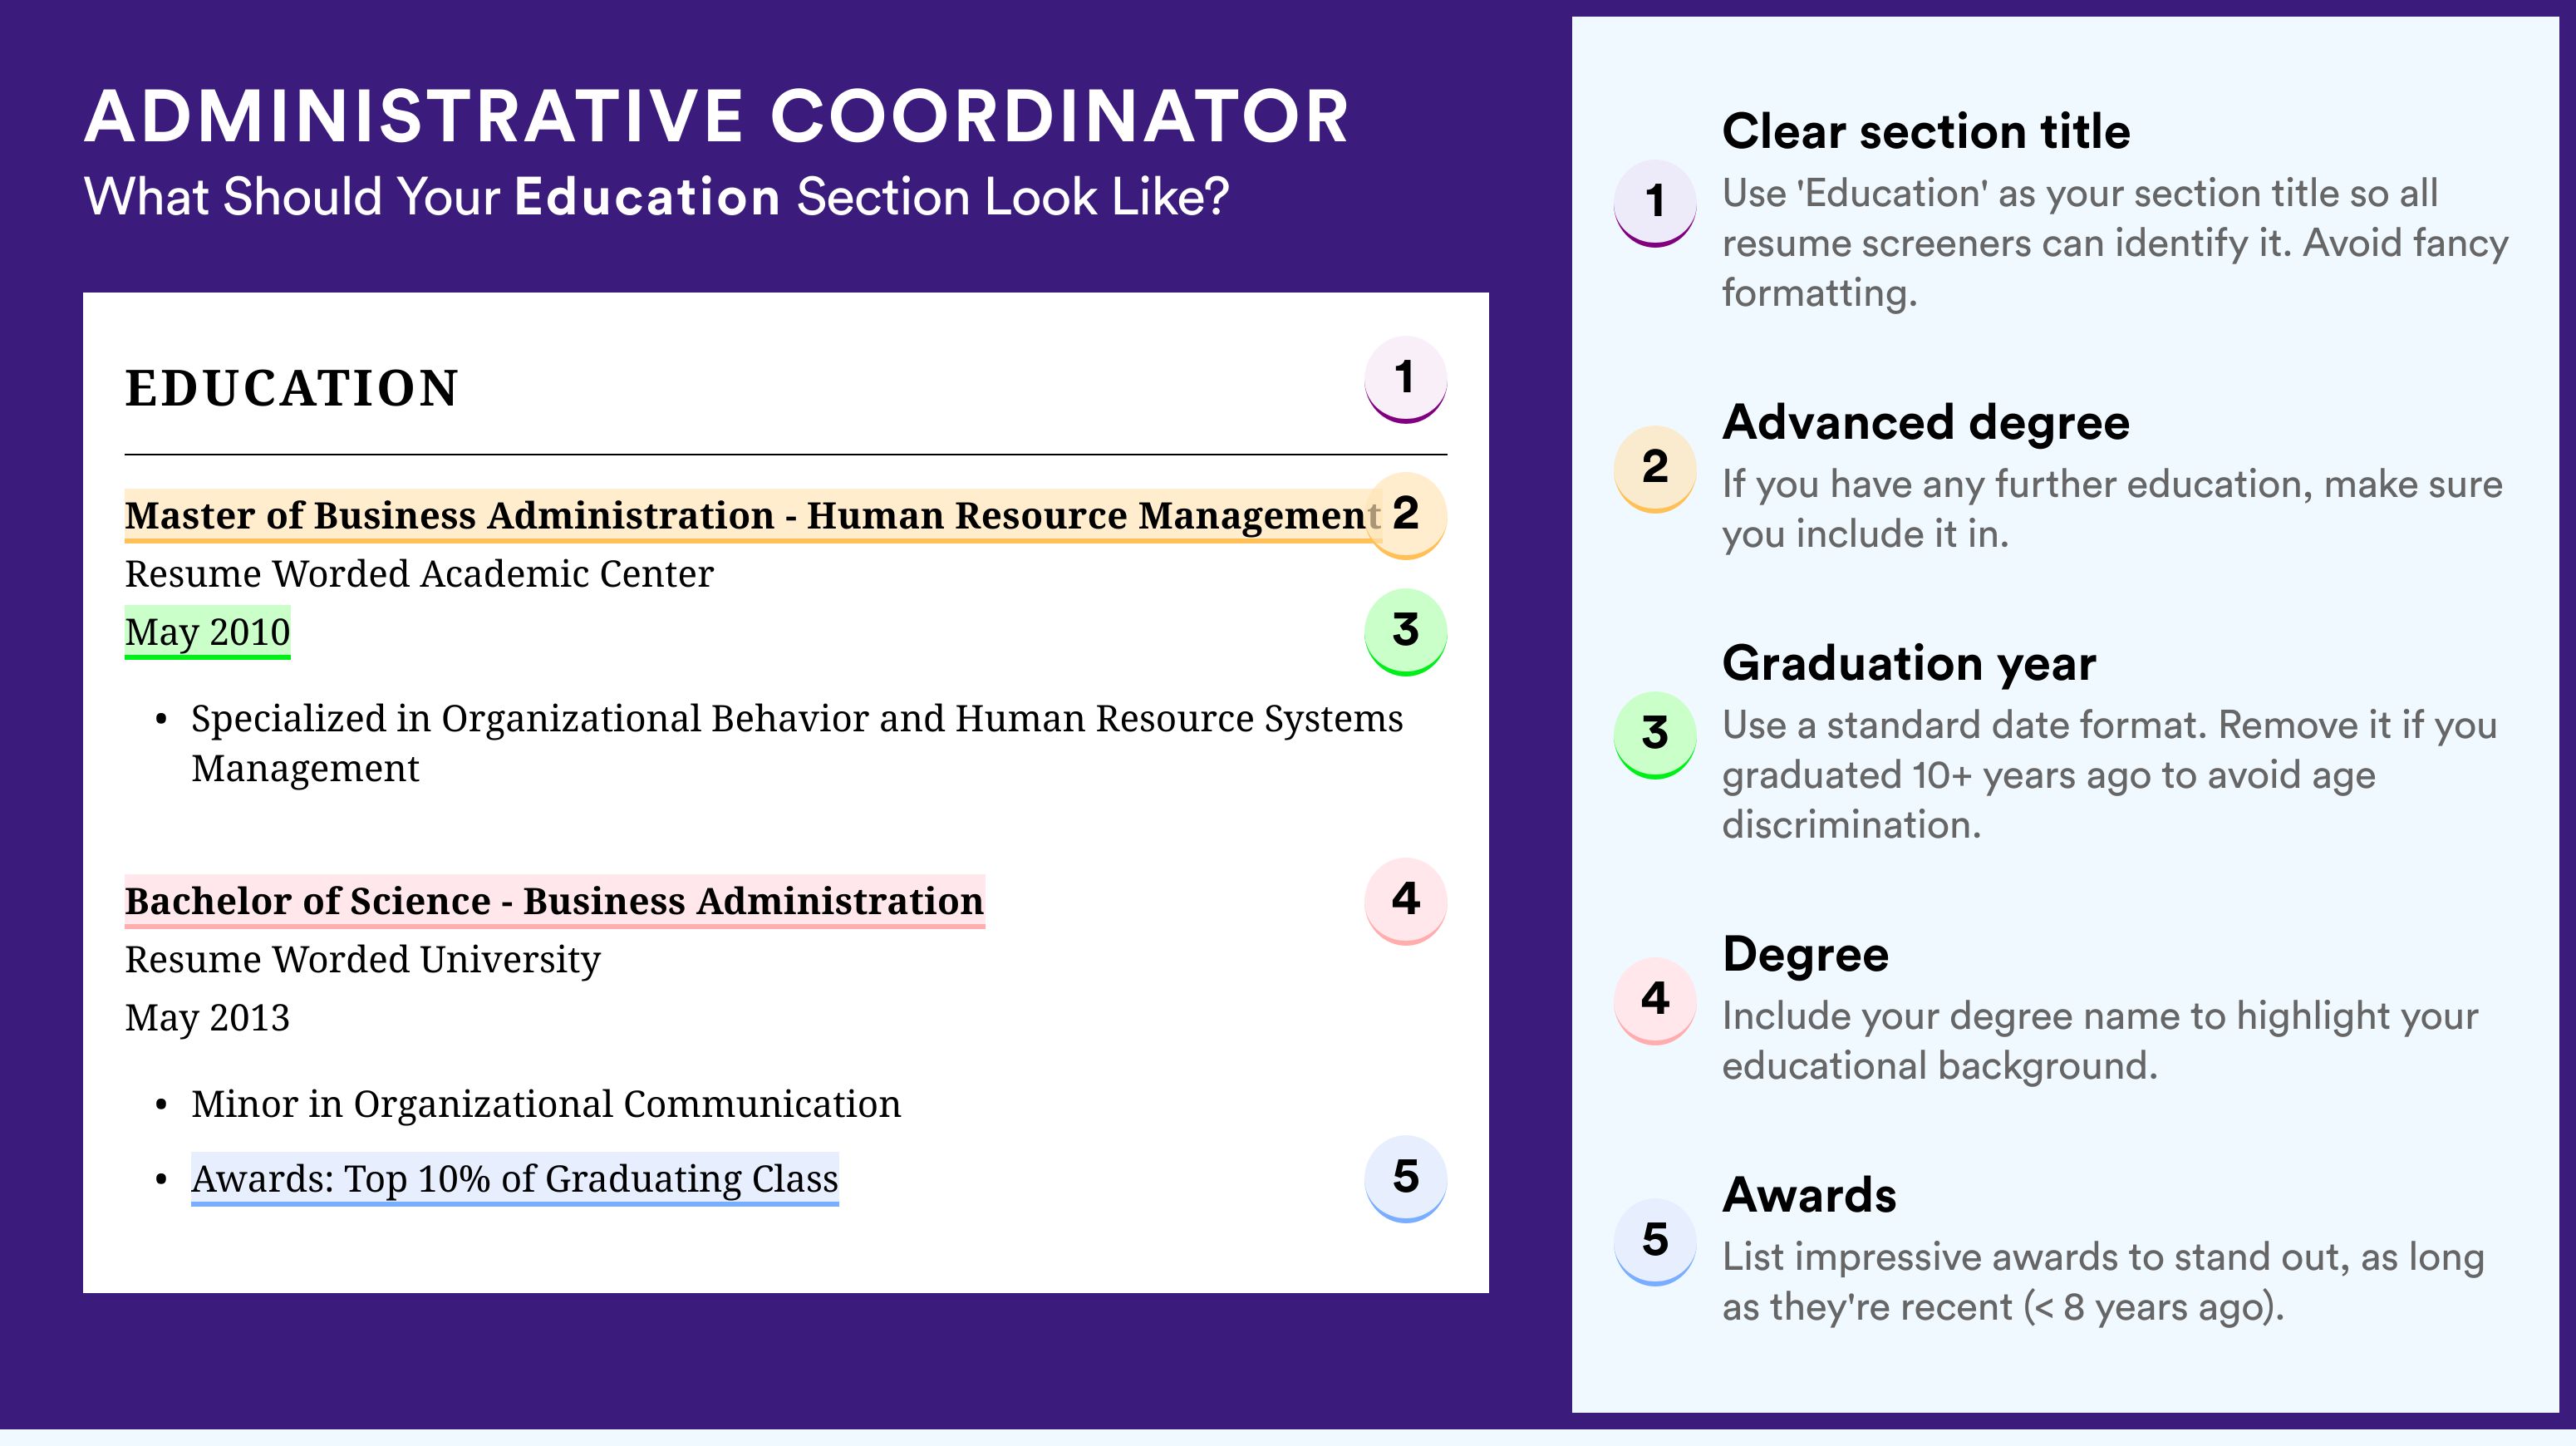 ADMINISTRATIVE COORDINATOR
What Should Your Education Section Look Like?
EDUCATION
1
Master of Business Administration - Human Resource Management
2
Resume Worded Academic Center
May 2010
3
• Specialized in Organizational Behavior and Human Resource Systems
Management
Bachelor of Science - Business Administration
4
Resume Worded University
May 2013
• Minor in Organizational Communication
• Awards: Top 10% of Graduating Class
5
Clear section title
1
Use 'Education' as your section title so all
resume screeners can identify it. Avoid fancy
formatting.
Advanced degree
2
If you have any further education, make sure
you include it in.
Graduation year
3
Use a standard date format. Remove it if you
graduated 10+ years ago to avoid age
discrimination.
Degree
4
Include your degree name to highlight your
educational background.
Awards
5
List impressive awards to stand out, as long
as they're recent (< 8 years ago).